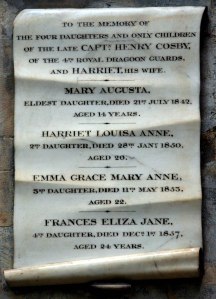 TO THE MEMORY OF
THE FOUR DAUGHTERS AND ONLY CHILDREN
OF THE LATE CAPT: HENRY COSBY,
OF THE 4TH ROYAL DRAGOON GUARDS,
AND HARRIET, HIS WIFE.
MARY AUGUSTA,
ELDEST DAUGHTER, DIED 21ST JULY 1842,
AGED 14 YEARS.
HARRIET LOUISA ANNE,
2ND DAUGHTER, DIED 28TH JANY 1850,
AGED 20.
EMMA GRACE MARY ANNE,
3RD DAUGHTER, DIED 11TH MAY 1853,
AGED 22.
FRANCES ELIZA JANE,
4TH DAUGHTER, DIED DECR 1ST 1857,
AGED 24 YEARS.